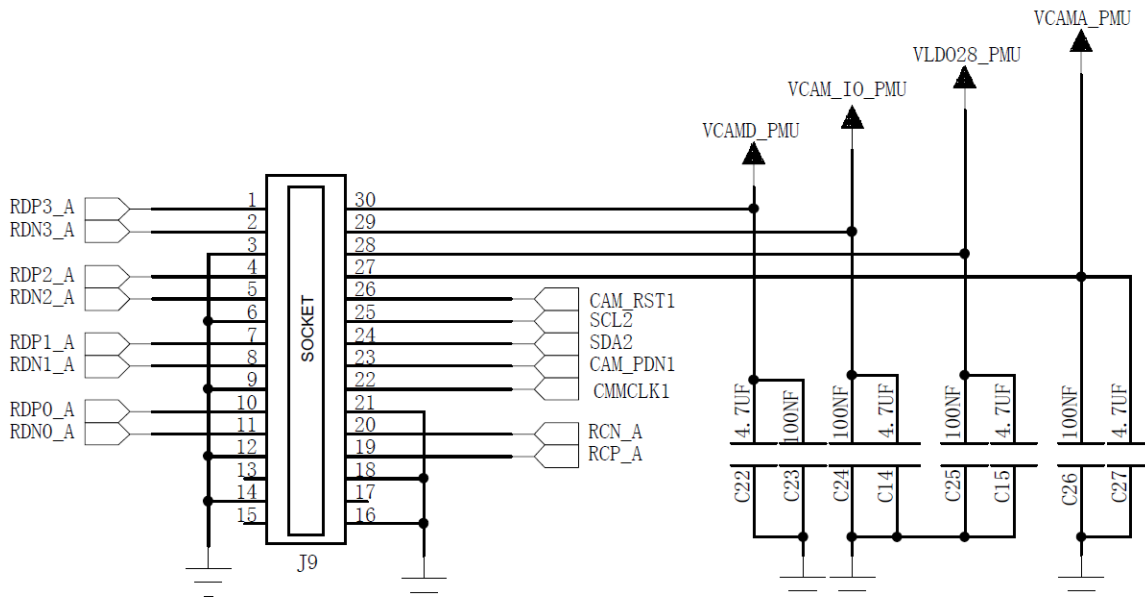 VCAMA_PMU
VLDO28_PMU
VCAM_IO_PMU
VCAMD_PMU
RDP3_A 1 30
RDN3_A 2 29
3 28
RDP2_A 4 27
RDN2_A 5 26 CAM_RST1
6 25 SCL2
RDP1_A 7 24 SDA2
RDN1_A 8 23 CAM_PDN1
9 22 CMMCLK1
RDP0_A 10 21
RDN0_A 11 20 RCN_A
12 19 RCP_A
13 18
14 17
15 16
SOCKET
J9
4.7UF 100NF 100NF 4.7UF 100NF 4.7UF 100NF 4.7UF
C22 C23 C24 C14 C25 C15 C26 C27